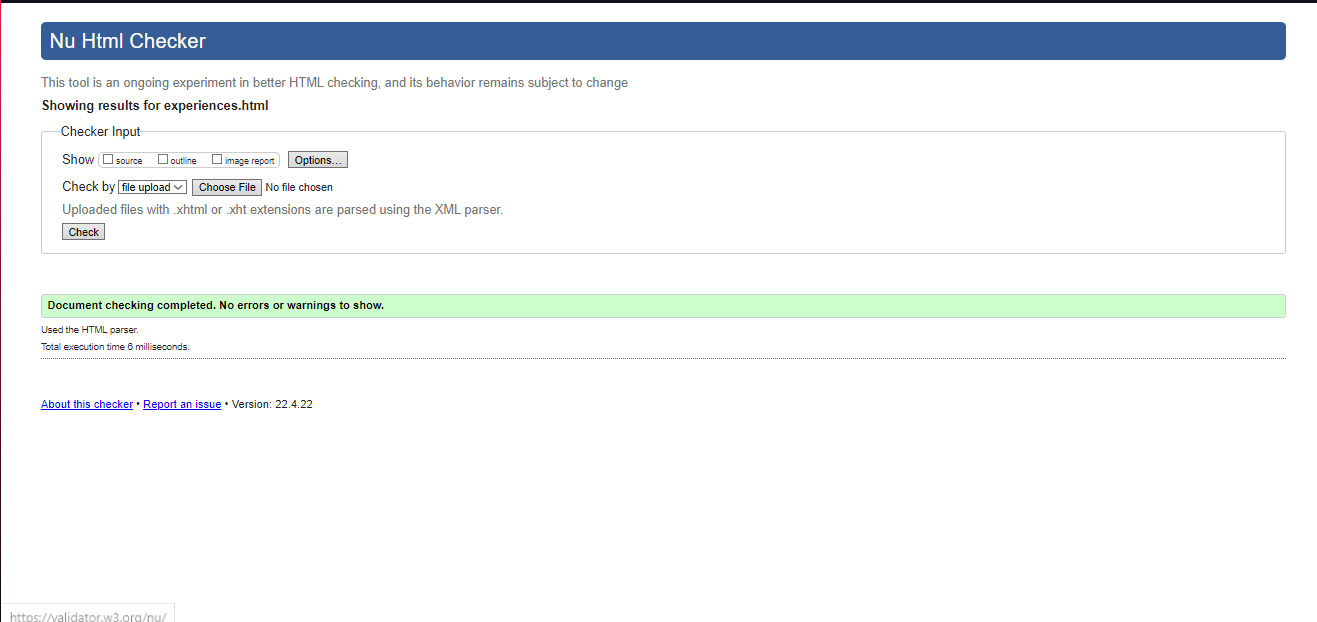 Nu Html Checker
This tool is an ongoing experiment in better HTML checking, and its behavior remains subject to change
Showing results for experiences.html
Checker Input
Show source outline image report Options...
Check by file upload Choose File No file chosen
Uploaded files with .xhtml or .xht extensions are parsed using the XML parser.
Check
Document checking completed. No errors or warnings to show.
Used the HTML parser.
Total execution time 6 milliseconds.
About this checker • Report an issue • Version: 22.4.22
https://validator.w3.org/nu/